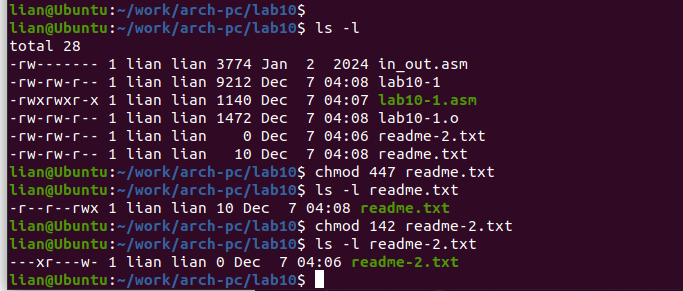 lian@Ubuntu:~/work/arch-pc/lab10$
lian@Ubuntu:~/work/arch-pc/lab10$ ls -l
total 28
-rw------- 1 lian lian 3774 Jan  2  2024 in_out.asm
-rw-rw-r-- 1 lian lian 9212 Dec  7 04:08 lab10-1
-rwxrwxr-x 1 lian lian 1140 Dec  7 04:07 lab10-1.asm
-rw-rw-r-- 1 lian lian 1472 Dec  7 04:08 lab10-1.o
-rw-rw-r-- 1 lian lian    0 Dec  7 04:06 readme-2.txt
-rw-rw-r-- 1 lian lian   10 Dec  7 04:08 readme.txt
lian@Ubuntu:~/work/arch-pc/lab10$ chmod 447 readme.txt
lian@Ubuntu:~/work/arch-pc/lab10$ ls -l readme.txt
-r--r--rwx 1 lian lian 10 Dec  7 04:08 readme.txt
lian@Ubuntu:~/work/arch-pc/lab10$ chmod 142 readme-2.txt
lian@Ubuntu:~/work/arch-pc/lab10$ ls -l readme-2.txt
---xr---w- 1 lian lian 0 Dec  7 04:06 readme-2.txt
lian@Ubuntu:~/work/arch-pc/lab10$